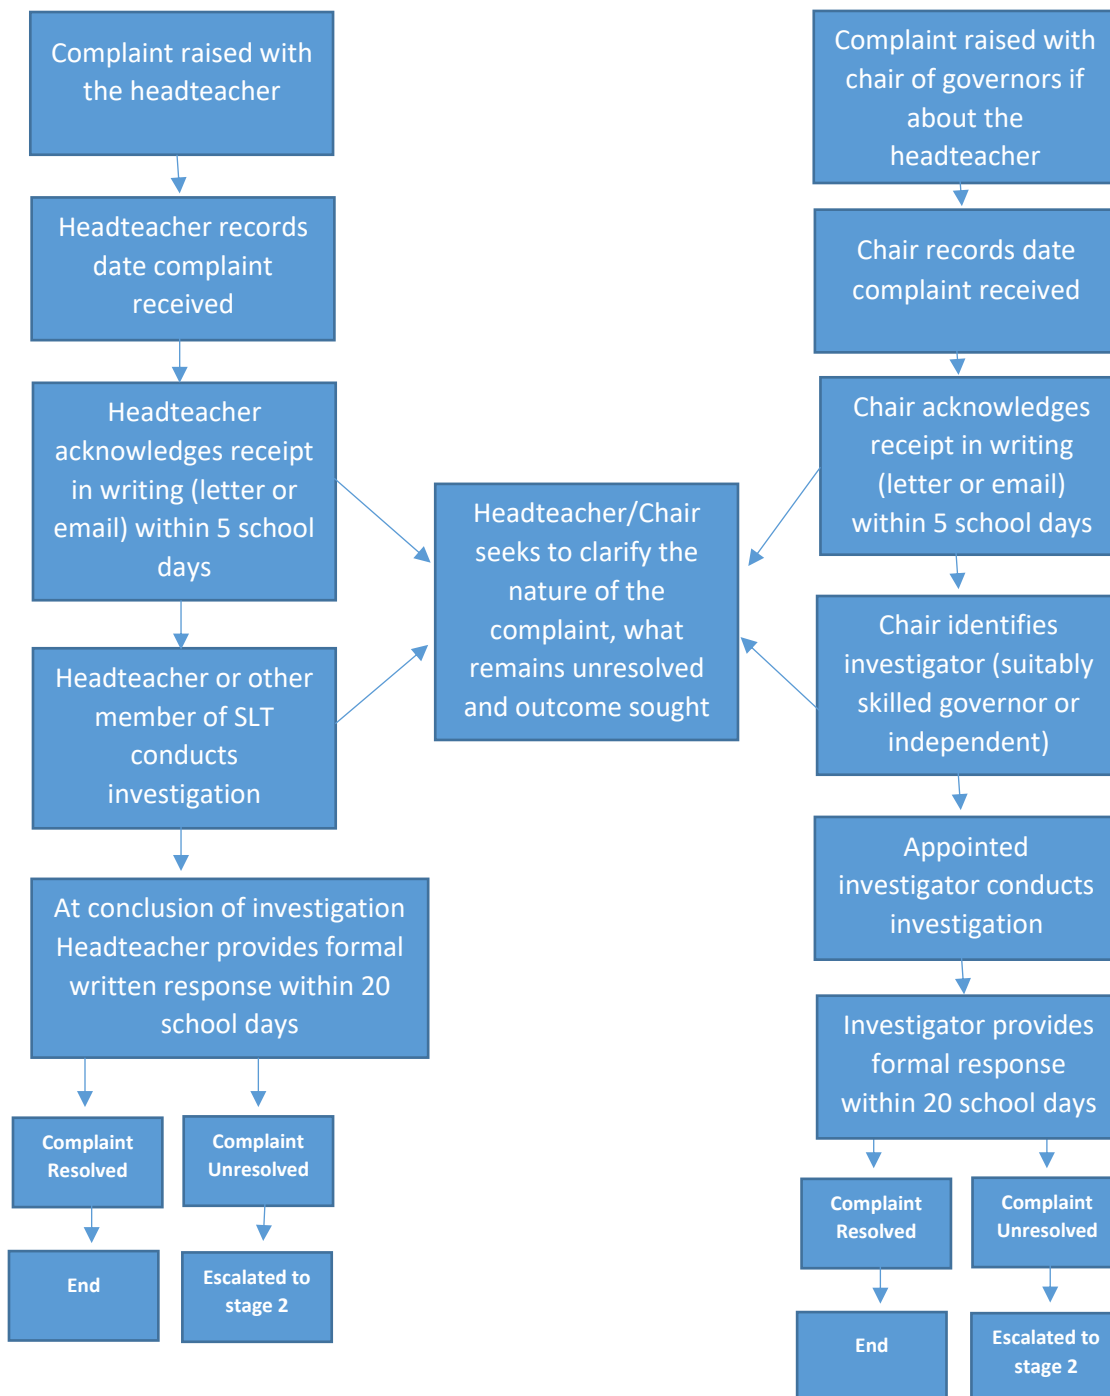 Complaint raised with
the headteacher
Headteacher records
date complaint
received
Headteacher
acknowledges receipt
in writing (letter or
email) within 5 school
days
Headteacher or other
member of SLT
conducts
investigation
At conclusion of investigation
Headteacher provides formal
written response within 20
school days
Complaint
Resolved
Complaint
Unresolved
End
Escalated to
stage 2
Headteacher/Chair
seeks to clarify the
nature of the
complaint, what
remains unresolved
and outcome sought
Complaint raised with
chair of governors if
about the
headteacher
Chair records date
complaint received
Chair acknowledges
receipt in writing
(letter or email)
within 5 school days
Chair identifies
investigator (suitably
skilled governor or
independent)
Appointed
investigator conducts
investigation
Investigator provides
formal response
within 20 school days
Complaint
Resolved
Complaint
Unresolved
End
Escalated to
stage 2